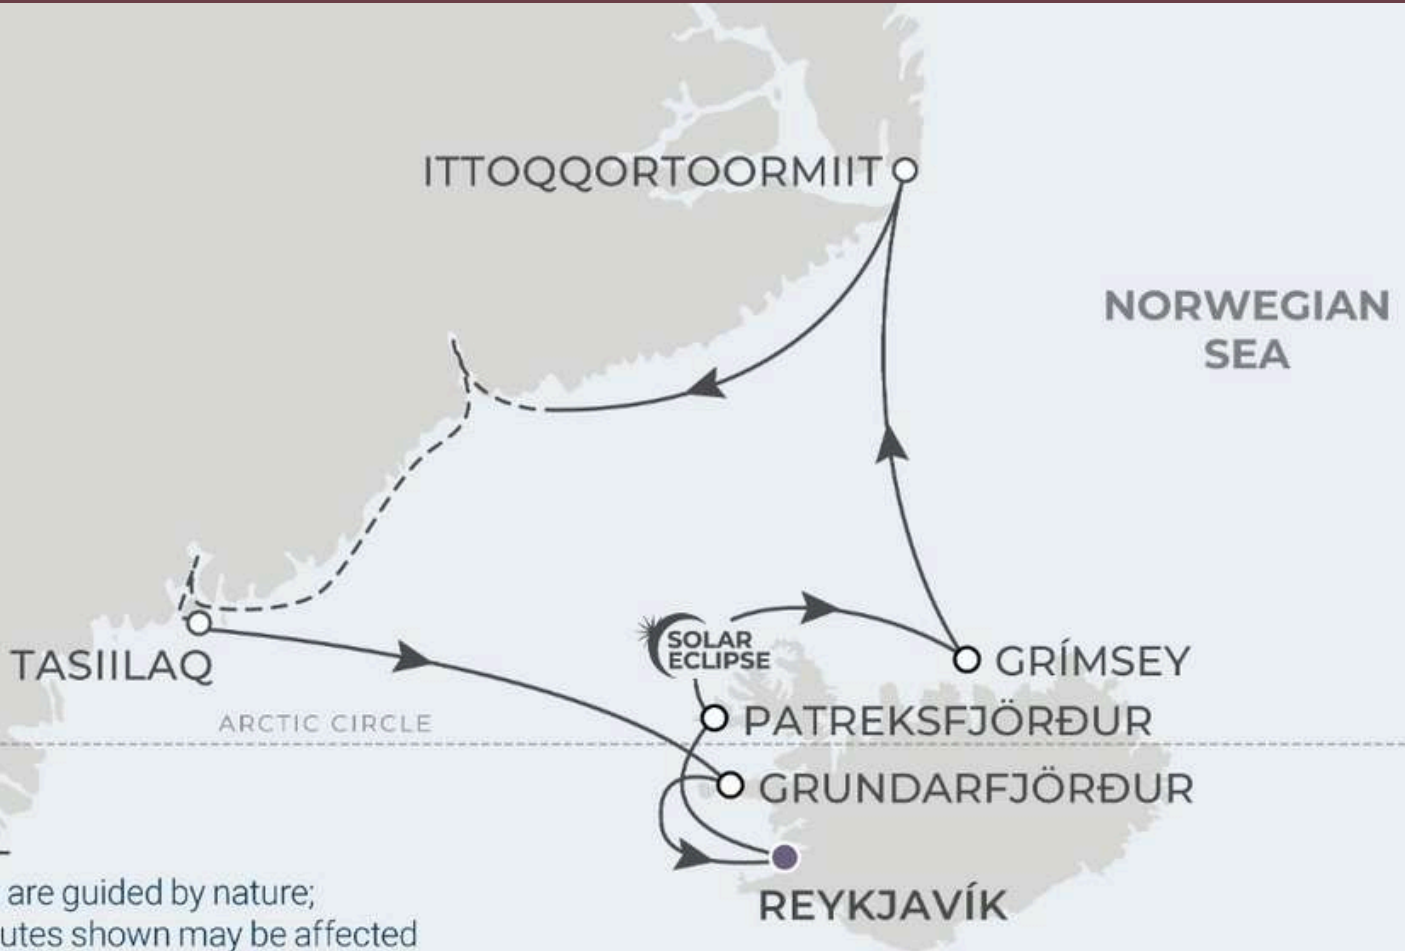 ITTOQQORTOORMIIT
NORWEGIAN
SEA
SOLAR
ECLIPSE
GRÍMSEY
TASIILAQ
PATREKSFJÖRÐUR
ARCTIC CIRCLE
GRUNDARFJÖRÐUR
are guided by nature;
REYKJAVÍK
utes shown may be affected